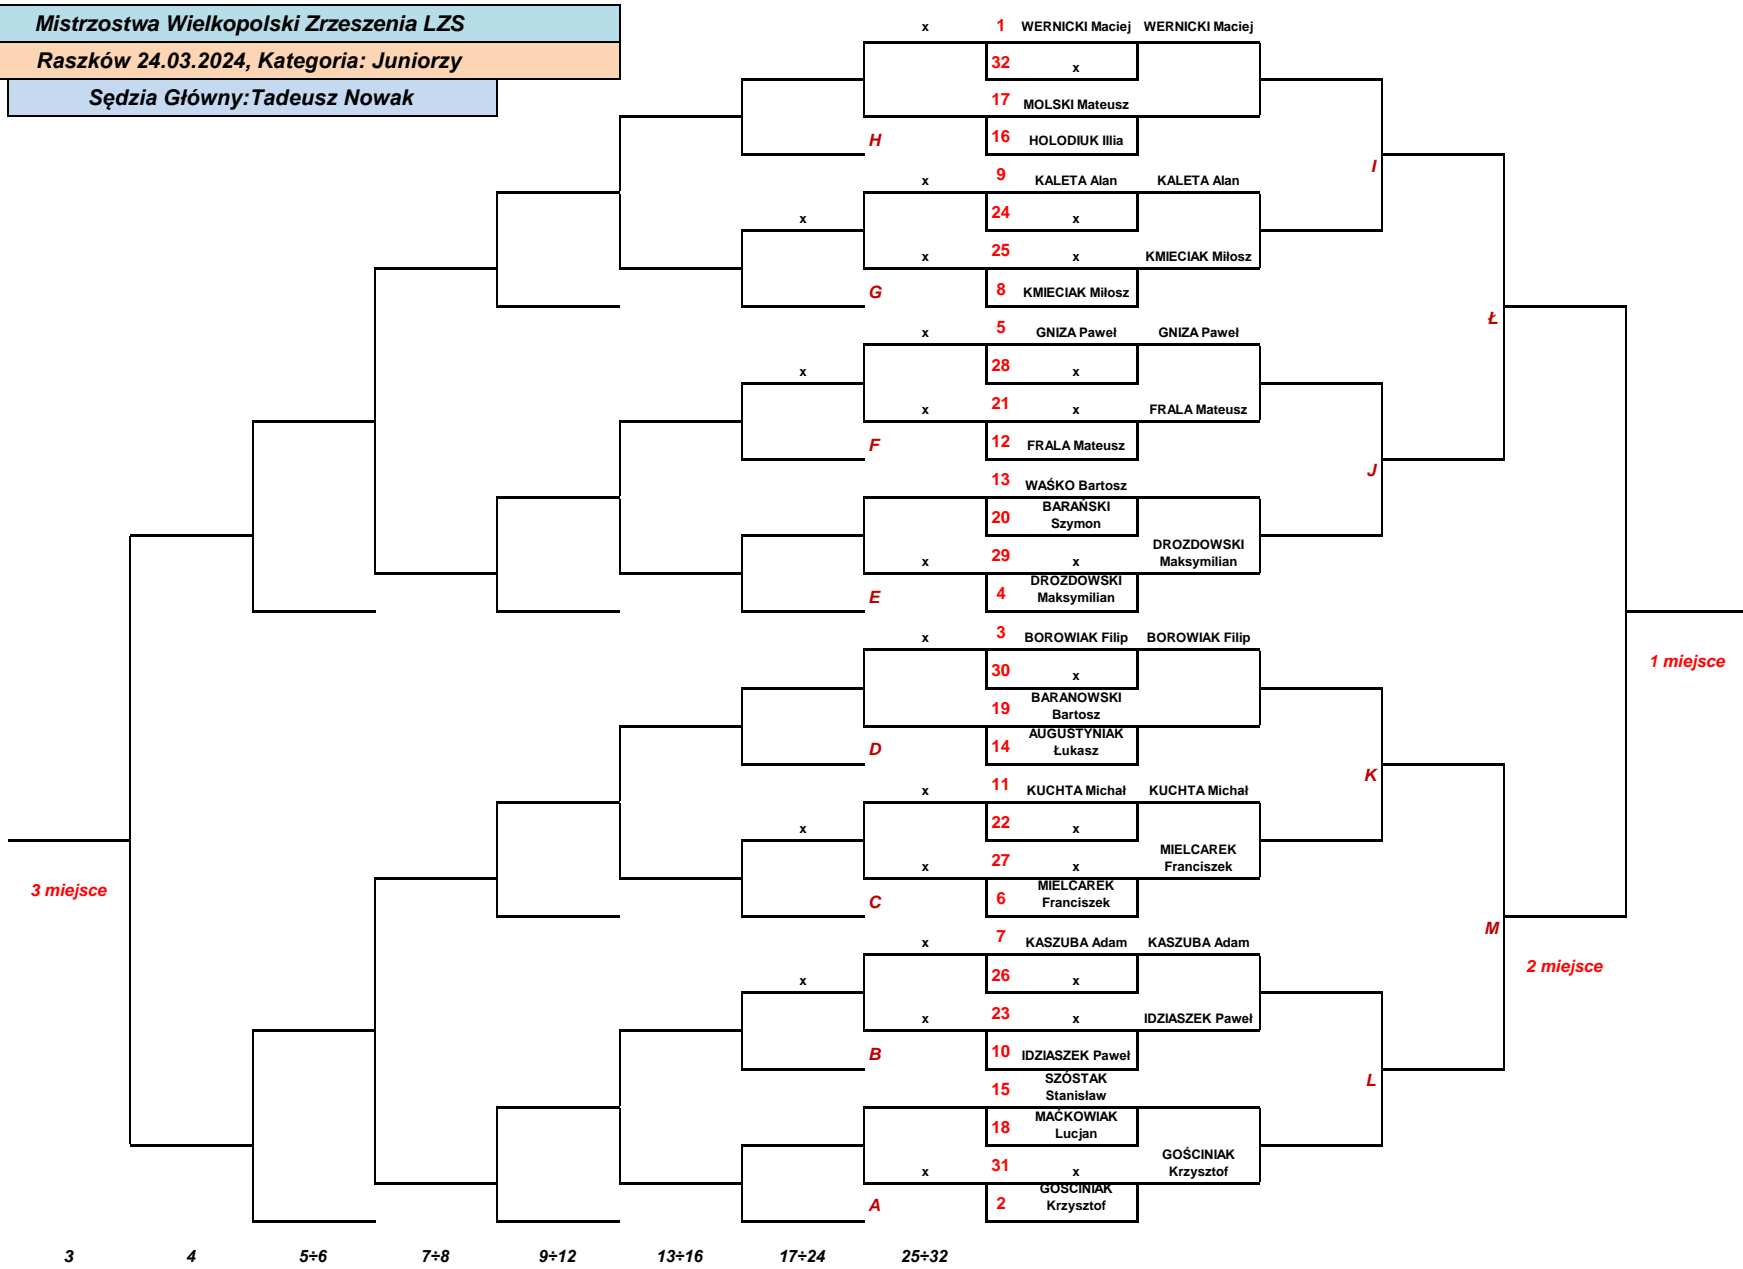 Mistrzostwa Wielkopolski Zrzeszenia LZS
Raszków 24.03.2024, Kategoria: Juniorzy
Sędzia Główny:Tadeusz Nowak
x 1 WERNICKI Maciej WERNICKI Maciej
32 x
17 MOLSKI Mateusz
H 16 HOLODIUK Illia
I
x 9 KALETA Alan KALETA Alan
x 24 x
x 25 x KMIECIAK Miłosz
G 8 KMIECIAK Miłosz
Ł
x 5 GNIZA Paweł GNIZA Paweł
x 28 x
x 21 x FRALA Mateusz
F 12 FRALA Mateusz
J
13 WAŚKO Bartosz
20 BARAŃSKI
Szymon
x 29 x DROZDOWSKI
Maksymilian
E 4 DROZDOWSKI
Maksymilian
x 3 BOROWIAK Filip BOROWIAK Filip
1 miejsce
30 x
19 BARANOWSKI
Bartosz
D 14 AUGUSTYNIAK
Łukasz
K
x 11 KUCHTA Michał KUCHTA Michał
x 22 x
x 27 x MIELCAREK
Franciszek
3 miejsce
C 6 MIELCAREK
Franciszek
M
x 7 KASZUBA Adam KASZUBA Adam
2 miejsce
x 26 x
x 23 x IDZIASZEK Paweł
B 10 IDZIASZEK Paweł
L
15 SZÓSTAK
Stanisław
18 MAĆKOWIAK
Lucjan
x 31 x GOŚCINIAK
Krzysztof
A 2 GOŚCINIAK
Krzysztof
3 4 5÷6 7÷8 9÷12 13÷16 17÷24 25÷32